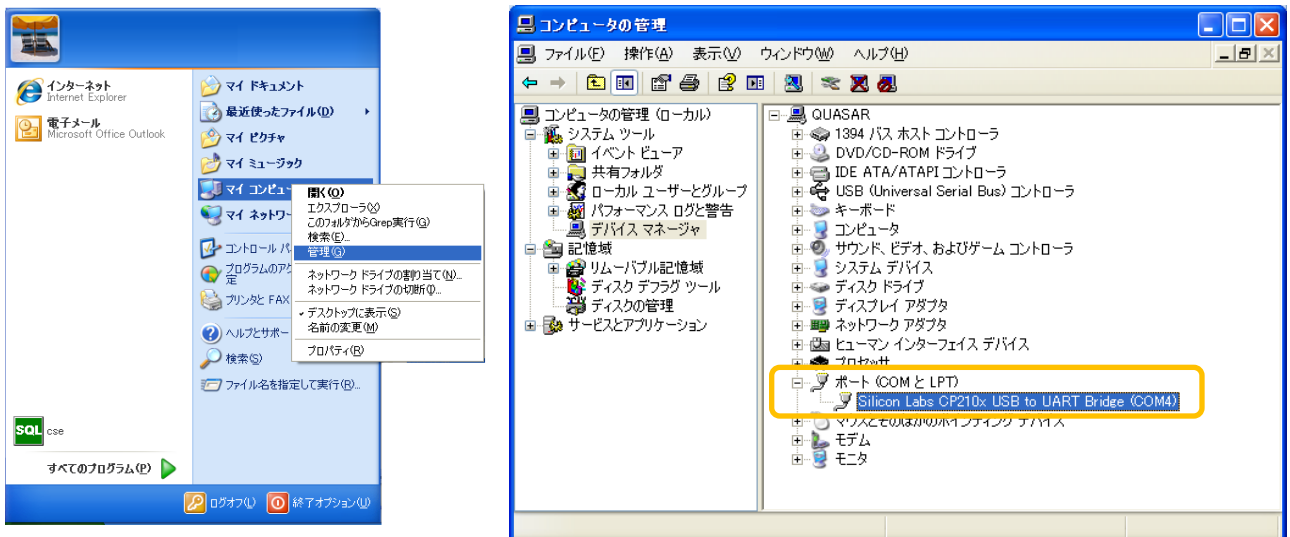 インターネット
Internet Explorer
電子メール
Microsoft Office Outlook
SQL cse
すべてのプログラム(P)
マイ ドキュメント
最近使ったファイル(D)
マイ ピクチャ
マイ ミュージック
マイ コンピュ
マイ ネットワー
コントロール パ
プログラムのアク
定
プリンタと FAX
ヘルプとサポー
検索(S)
ファイル名を指定して実行(R)...
開く(O)
エクスプローラ(X)
このフォルダからGrep実行(G)
検索(E)...
管理(G)
ネットワーク ドライブの割り当て(N)...
ネットワーク ドライブの切断(I)...
デスクトップに表示(S)
名前の変更(M)
プロパティ(R)
ログオフ(L) 終了オプション(U)
コンピュータの管理
ファイル(F) 操作(A) 表示(V) ウィンドウ(W) ヘルプ(H)
コンピュータの管理 (ローカル)
システム ツール
イベント ビューア
共有フォルダ
ローカル ユーザーとグループ
パフォーマンス ログと警告
デバイス マネージャ
記憶域
リムーバブル記憶域
ディスク デフラグ ツール
ディスクの管理
サービスとアプリケーション
QUASAR
1394 バス ホスト コントローラ
DVD/CD-ROM ドライブ
IDE ATA/ATAPI コントローラ
USB (Universal Serial Bus) コントローラ
キーボード
コンピュータ
サウンド、ビデオ、およびゲーム コントローラ
システム デバイス
ディスク ドライブ
ディスプレイ アダプタ
ネットワーク アダプタ
ヒューマン インターフェイス デバイス
プロセッサ
ポート (COM と LPT)
Silicon Labs CP210x USB to UART Bridge (COM4)
マウスとそのほかのポインティング デバイス
モデム
モニタ